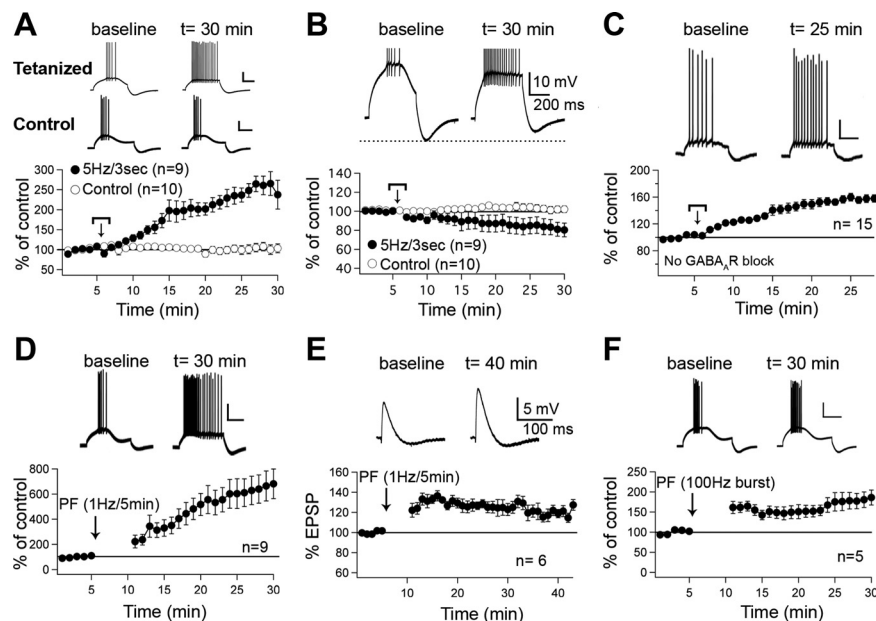 A
baseline
t= 30 min
Tetanized
Control
5Hz/3sec (n=9)
Control (n=10)
% of control
300
250
200
150
100
50
5
10
15
20
25
30
Time (min)
B
baseline
t= 30 min
10 mV
200 ms
% of control
140
120
100
80
60
5Hz/3sec (n=9)
Control (n=10)
5
10
15
20
25
30
Time (min)
C
baseline
t= 25 min
% of control
200
160
120
80
n= 15
No GABAAR block
5
10
15
20
25
Time (min)
D
baseline
t= 30 min
% of control
800
600
400
200
0
PF (1Hz/5min)
n=9
5
10
15
20
25
30
Time (min)
E
baseline
t= 40 min
5 mV
100 ms
% EPSP
160
140
120
100
80
60
PF (1Hz/5min)
n= 6
10
20
30
40
Time (min)
F
baseline
t= 30 min
% of control
250
200
150
100
50
0
PF (100Hz burst)
n=5
5
10
15
20
25
30
Time (min)